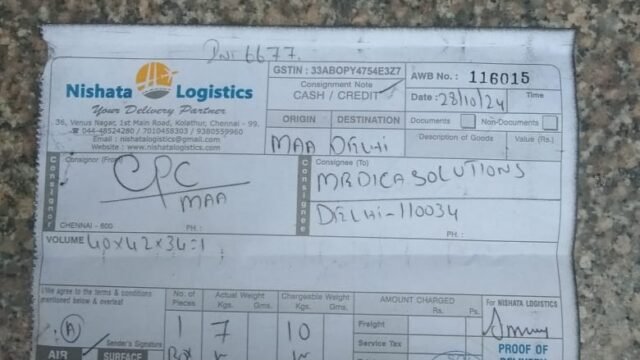 Inv 6677
Nishata Logistics
Your Delivery Partner
36, Venus Nagar, 1st Main Road, Kolathur, Chennai - 99.
044-48524280 / 7010458303 / 9380559960
Email : nishatalogistics@gmail.com
Website : www.nishatalogistics.com
GSTIN : 33ABOPY4754E3Z7
Consignment Note
CASH / CREDIT
AWB No. : 116015
Date : 28/10/24 Time
ORIGIN DESTINATION
MAA DELHI
Documents Non-Documents
Description of Goods Value (Rs.)
Consignor
Consignor (From)
CPC
MAA
CHENNAI - 600 PH. :
Consignee
Consignee (To)
MEDICA SOLUTIONS
DELHI-110034
PH. :
VOLUME 40x42x34=1
I/We agree to the terms & conditions
mentioned below & overleaf
No. of Pieces
Actual Weight
Kgs. Gms.
Chargeable Weight
Kgs. Gms.
AMOUNT CHARGED
Rs. Ps.
For NISHATA LOGISTICS
A
Sender's Signature
1 7 10
Freight
Service Tax
AIR SURFACE
Box
PROOF OF
DELIVERY